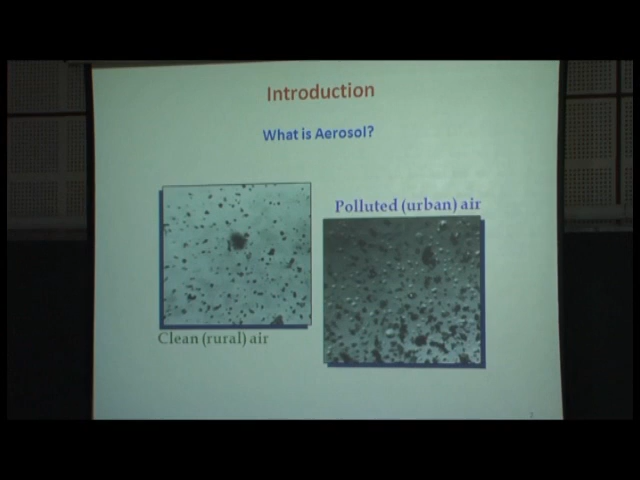 Introduction
What is Aerosol?
Polluted (urban) air
Clean (rural) air